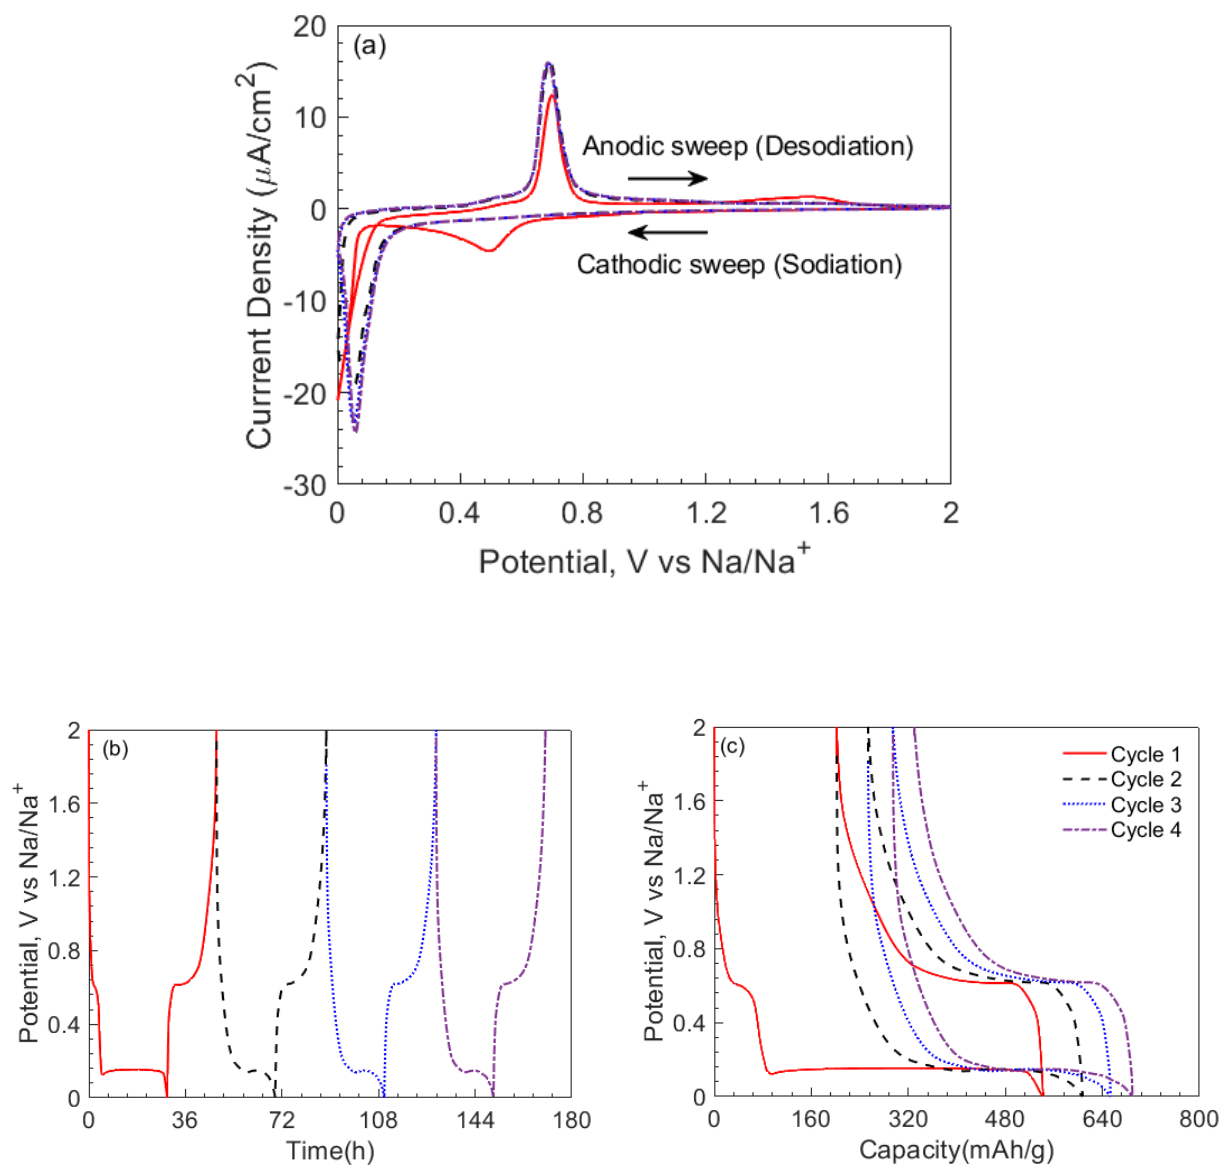 (a)
20
10
0
-10
-20
-30
Currrent Density (μA/cm²)
Anodic sweep (Desodiation)
Cathodic sweep (Sodiation)
0 0.4 0.8 1.2 1.6 2
Potential, V vs Na/Na⁺
(b)
2
1.6
1.2
0.8
0.4
0
Potential, V vs Na/Na⁺
0 36 72 108 144 180
Time(h)
(c)
2
1.6
1.2
0.8
0.4
0
Potential, V vs Na/Na⁺
Cycle 1
Cycle 2
Cycle 3
Cycle 4
0 160 320 480 640 800
Capacity(mAh/g)